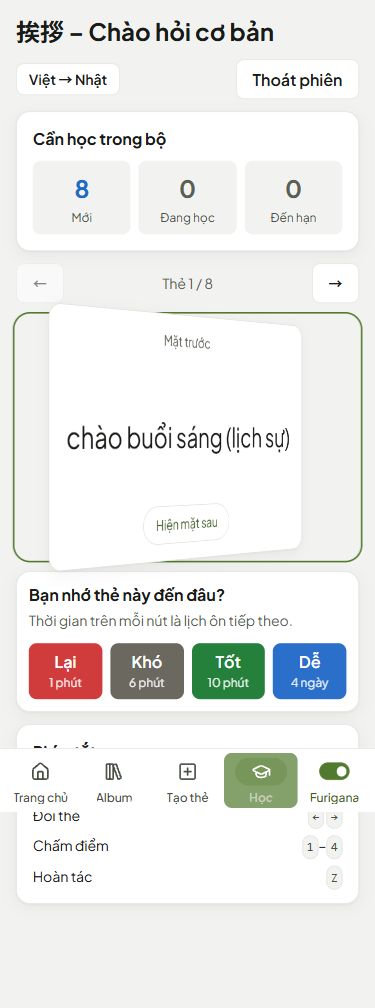 挨拶 – Chào hỏi cơ bản
Việt → Nhật
Thoát phiên
Cần học trong bộ
8
Mới
0
Đang học
0
Đến hạn
←
Thẻ 1 / 8
→
Mặt trước
chào buổi sáng (lịch sự)
Hiện mặt sau
Bạn nhớ thẻ này đến đâu?
Thời gian trên mỗi nút là lịch ôn tiếp theo.
Lại
1 phút
Khó
6 phút
Tốt
10 phút
Dễ
4 ngày
Trang chủ
Album
Tạo thẻ
Học
Furigana
Đổi thẻ
← →
Chấm điểm
1 – 4
Hoàn tác
Z